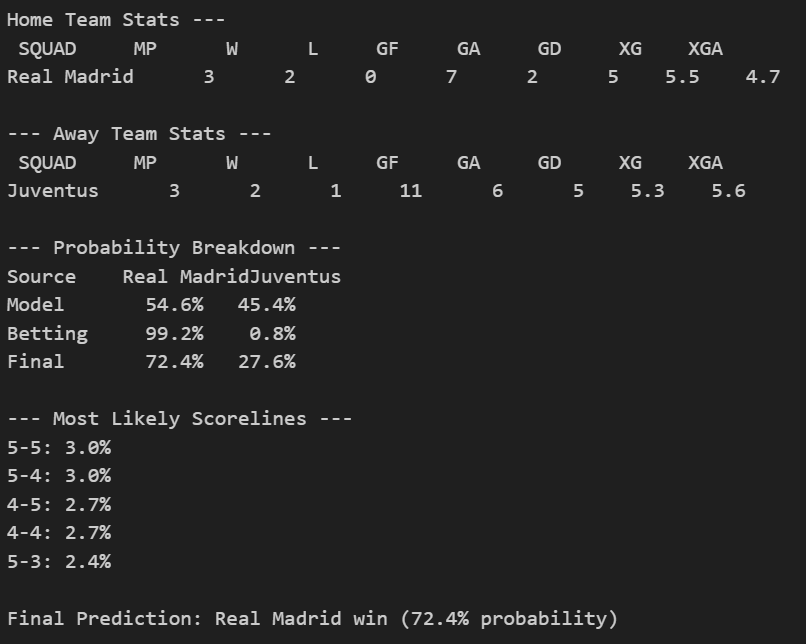 Home Team Stats ---
SQUAD MP W L GF GA GD XG XGA
Real Madrid 3 2 0 7 2 5 5.5 4.7
--- Away Team Stats ---
SQUAD MP W L GF GA GD XG XGA
Juventus 3 2 1 11 6 5 5.3 5.6
--- Probability Breakdown ---
Source Real MadridJuventus
Model 54.6% 45.4%
Betting 99.2% 0.8%
Final 72.4% 27.6%
--- Most Likely Scorelines ---
5-5: 3.0%
5-4: 3.0%
4-5: 2.7%
4-4: 2.7%
5-3: 2.4%
Final Prediction: Real Madrid win (72.4% probability)